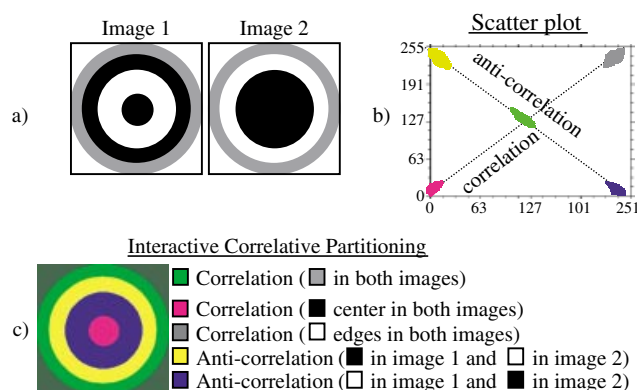 Image 1 Image 2
a)
Scatter plot
b)
255
191
127
63
0
anti-correlation
correlation
0 63 127 101 251
Interactive Correlative Partitioning
c)
Correlation ( in both images)
Correlation ( center in both images)
Correlation ( edges in both images)
Anti-correlation ( in image 1 and in image 2)
Anti-correlation ( in image 1 and in image 2)